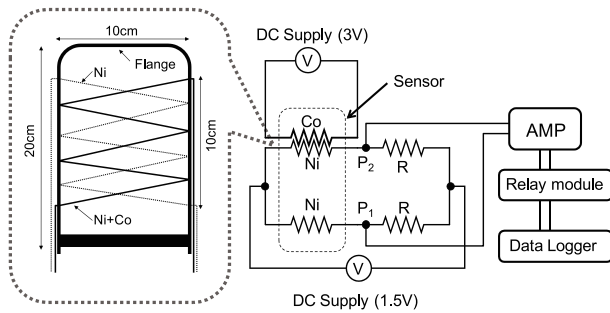 10cm
Flange
Ni
20cm
10cm
Ni+Co
DC Supply (3V)
V
Sensor
Co
Ni
P2
R
Ni
P1
R
V
DC Supply (1.5V)
AMP
Relay module
Data Logger